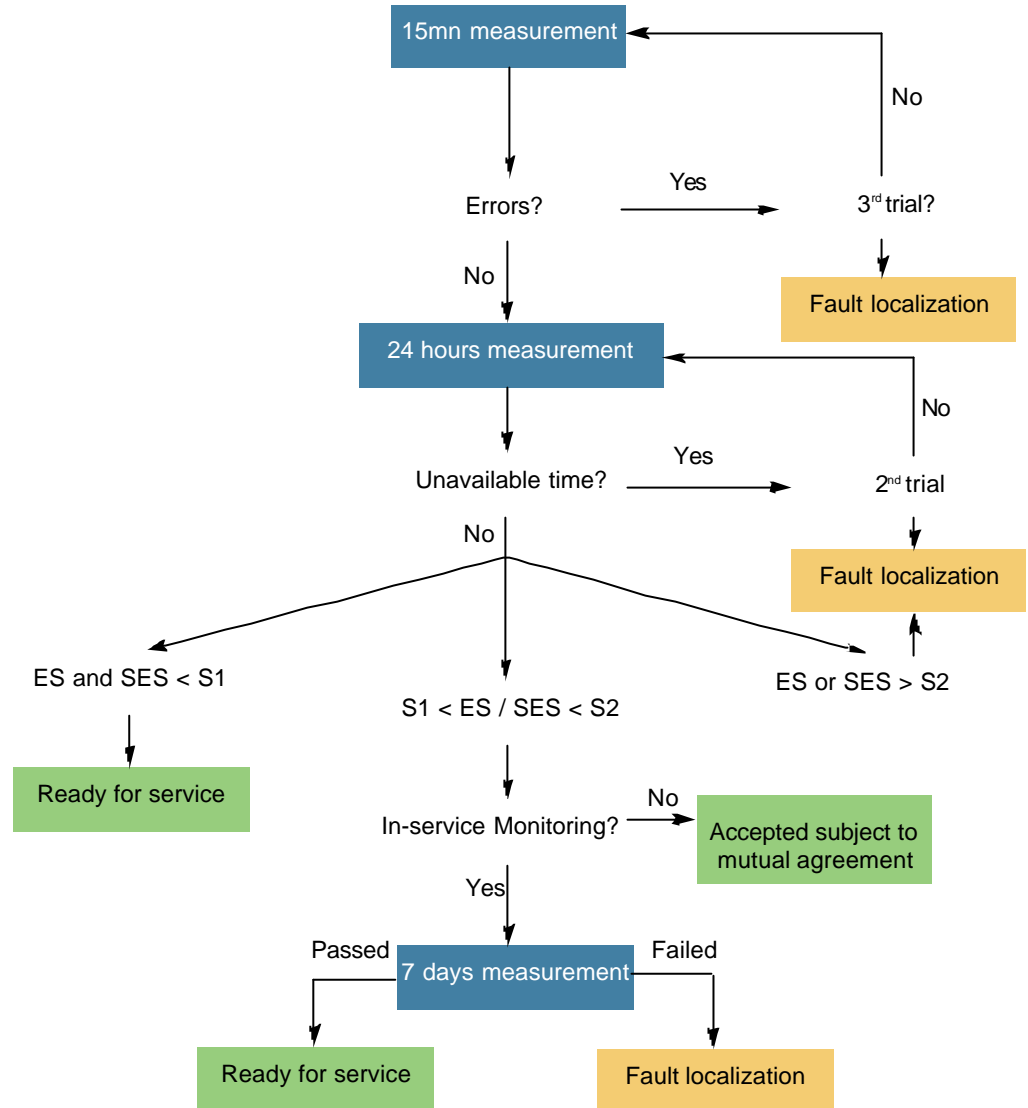 15mn measurement
No
Yes
Errors?
3rd trial?
No
Fault localization
24 hours measurement
No
Yes
Unavailable time?
2nd trial
No
Fault localization
ES and SES < S1
ES or SES > S2
S1 < ES / SES < S2
Ready for service
No
In-service Monitoring?
Accepted subject to
mutual agreement
Yes
Passed
Failed
7 days measurement
Ready for service
Fault localization